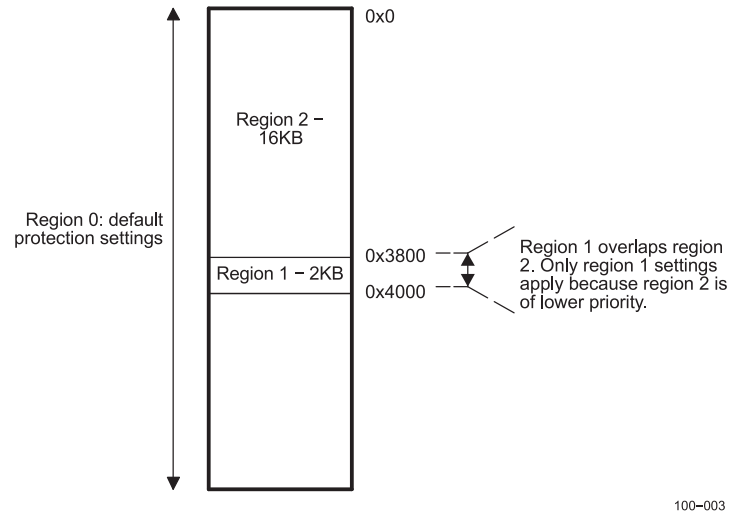 0x0
Region 2 −
16KB
Region 0: default
protection settings
0x3800
Region 1 − 2KB
0x4000
Region 1 overlaps region
2. Only region 1 settings
apply because region 2 is
of lower priority.
100−003